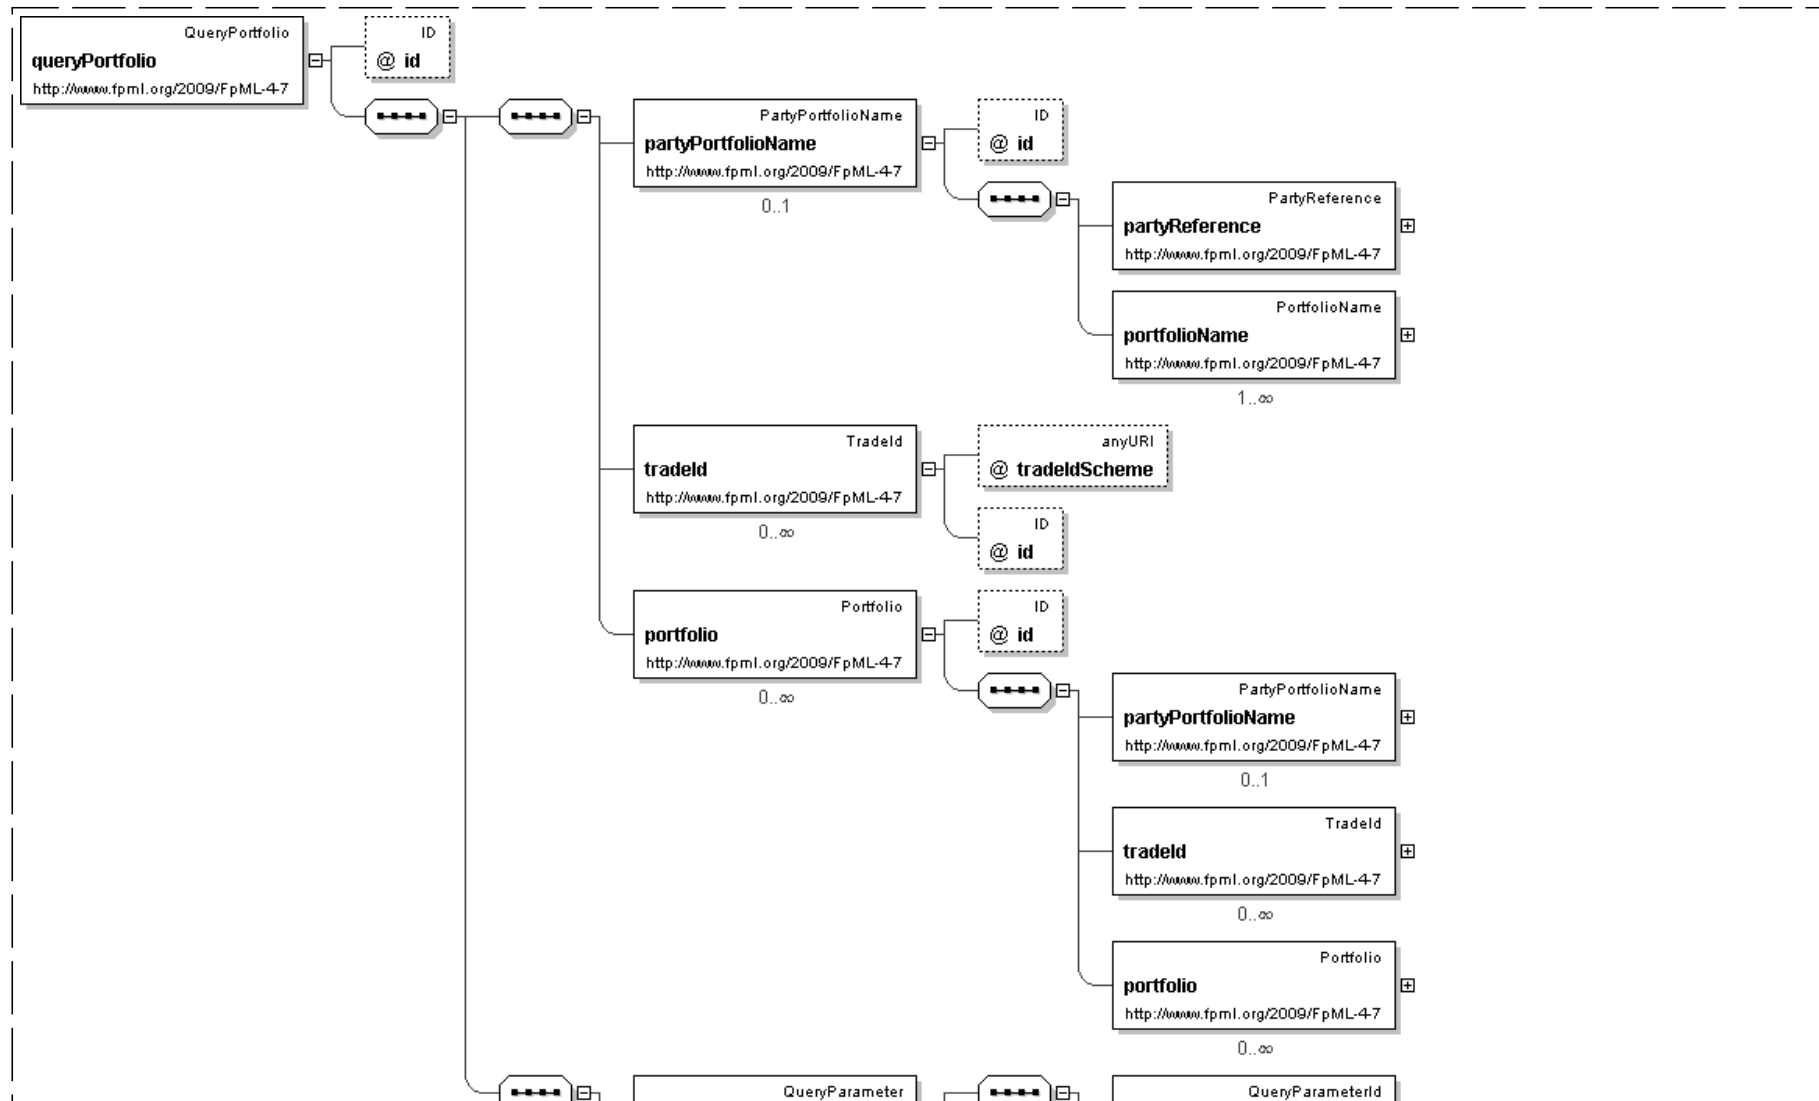 QueryPortfolio
queryPortfolio
http://www.fpml.org/2009/FpML-4-7
ID
@ id
PartyPortfolioName
partyPortfolioName
http://www.fpml.org/2009/FpML-4-7
0..1
ID
@ id
PartyReference
partyReference
http://www.fpml.org/2009/FpML-4-7
PortfolioName
portfolioName
http://www.fpml.org/2009/FpML-4-7
1..∞
TradeId
tradeId
http://www.fpml.org/2009/FpML-4-7
0..∞
anyURI
@ tradeIdScheme
ID
@ id
Portfolio
portfolio
http://www.fpml.org/2009/FpML-4-7
0..∞
ID
@ id
PartyPortfolioName
partyPortfolioName
http://www.fpml.org/2009/FpML-4-7
0..1
TradeId
tradeId
http://www.fpml.org/2009/FpML-4-7
0..∞
Portfolio
portfolio
http://www.fpml.org/2009/FpML-4-7
0..∞
QueryParameter
QueryParameterId